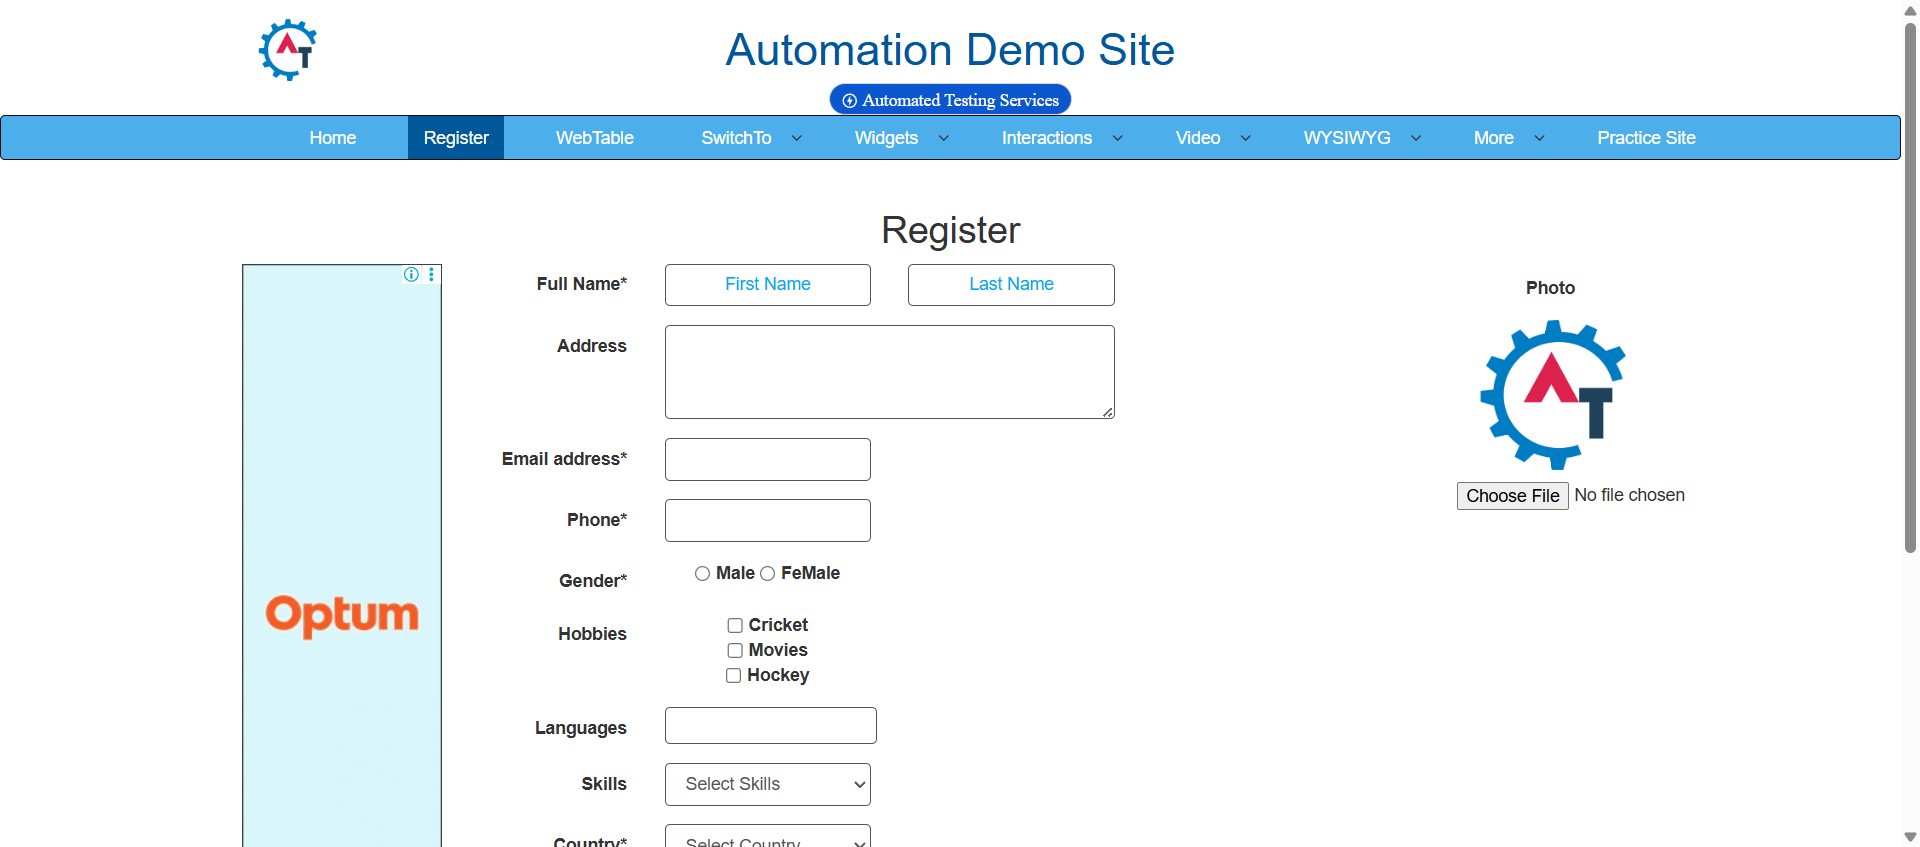 AT
Automation Demo Site
Automated Testing Services
Home Register WebTable SwitchTo Widgets Interactions Video WYSIWYG More Practice Site
Register
Full Name* First Name Last Name
Photo
Address
AT
Email address*
Choose File No file chosen
Phone*
Gender* Male FeMale
Optum
Hobbies Cricket
Movies
Hockey
Languages
Skills Select Skills
Country* Select Country